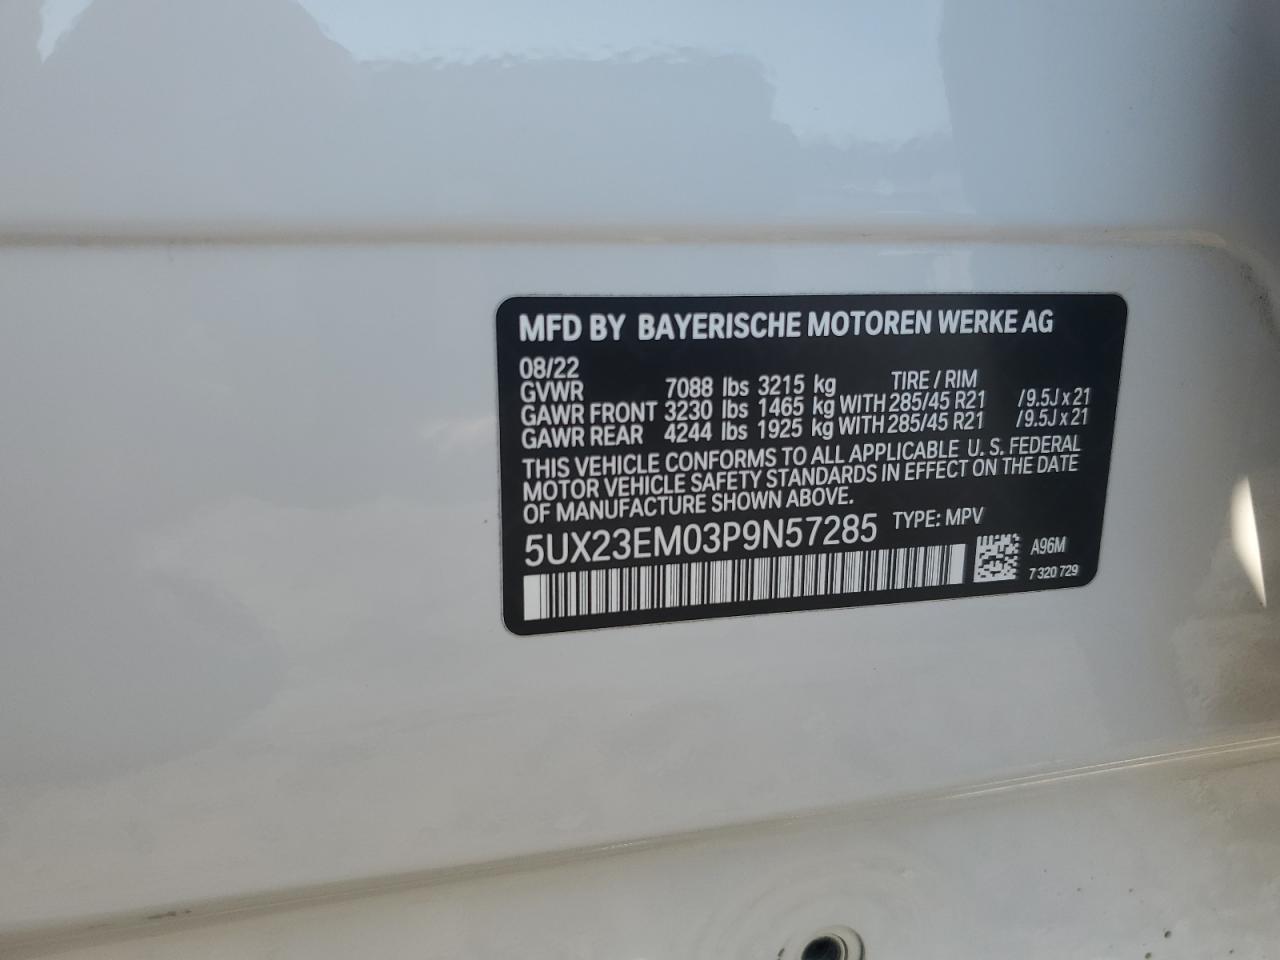 MFD BY BAYERISCHE MOTOREN WERKE AG
08/22
GVWR 7088 lbs 3215 kg TIRE / RIM
GAWR FRONT 3230 lbs 1465 kg WITH 285/45 R21 /9.5J x 21
GAWR REAR 4244 lbs 1925 kg WITH 285/45 R21 /9.5J x 21
THIS VEHICLE CONFORMS TO ALL APPLICABLE U. S. FEDERAL
MOTOR VEHICLE SAFETY STANDARDS IN EFFECT ON THE DATE
OF MANUFACTURE SHOWN ABOVE.
5UX23EM03P9N57285 TYPE: MPV
A96M
7 320 729